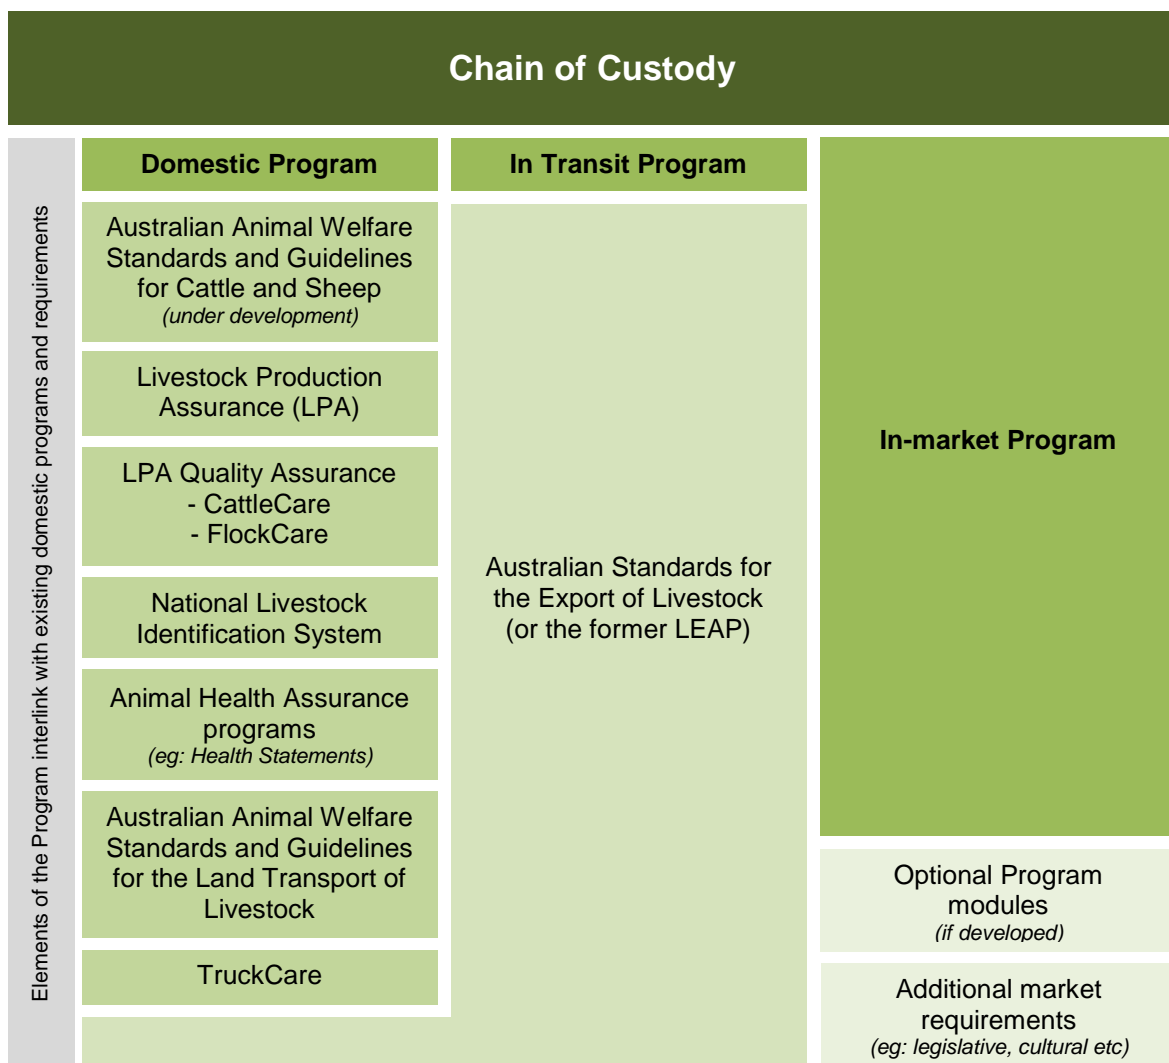 Chain of Custody
Elements of the Program interlink with existing domestic programs and requirements
Domestic Program
Australian Animal Welfare
Standards and Guidelines
for Cattle and Sheep
(under development)
Livestock Production
Assurance (LPA)
LPA Quality Assurance
- CattleCare
- FlockCare
National Livestock
Identification System
Animal Health Assurance
programs
(eg: Health Statements)
Australian Animal Welfare
Standards and Guidelines
for the Land Transport of
Livestock
TruckCare
In Transit Program
Australian Standards for
the Export of Livestock
(or the former LEAP)
In-market Program
Optional Program
modules
(if developed)
Additional market
requirements
(eg: legislative, cultural etc)